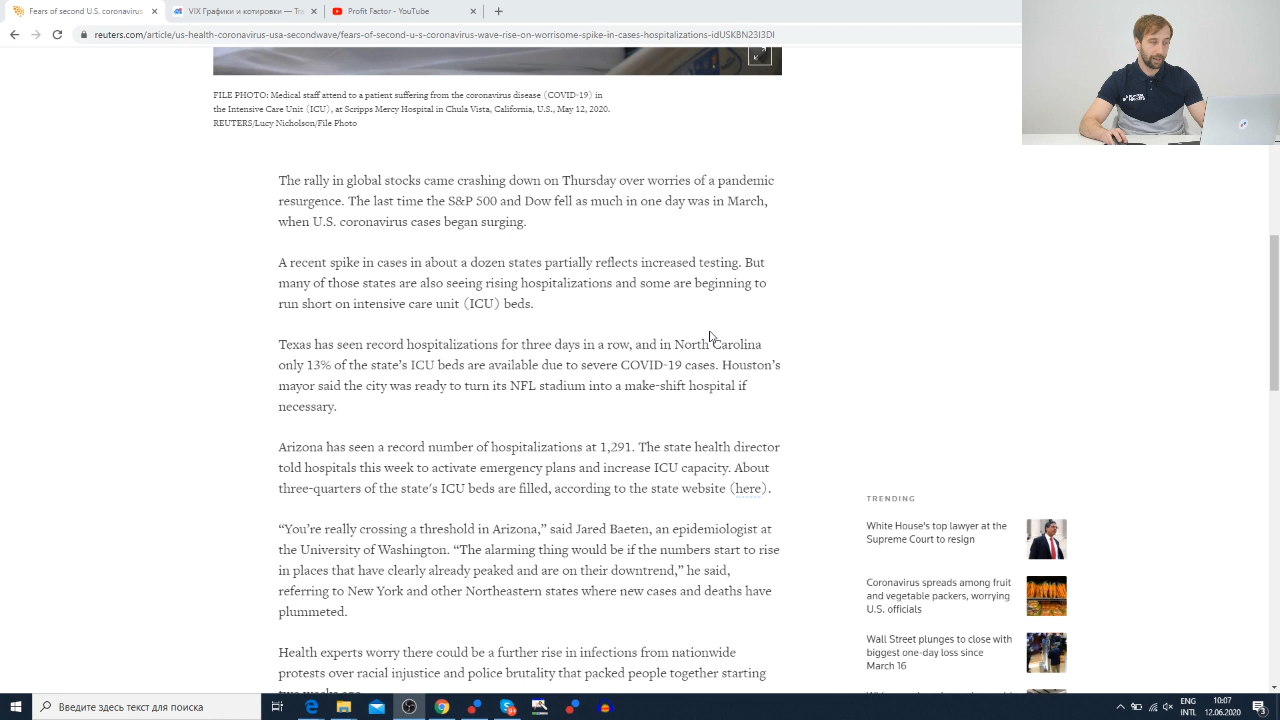 Fears of second U.S. coronavirus
VIX Графики и котировки — Trad
Profit Factor - YouTube
reuters.com/article/us-health-coronavirus-usa-secondwave/fears-of-second-u-s-coronavirus-wave-rise-on-worrisome-spike-in-cases-hospitalizations-idUSKBN23I3DI
FILE PHOTO: Medical staff attend to a patient suffering from the coronavirus disease (COVID-19) in
the Intensive Care Unit (ICU), at Scripps Mercy Hospital in Chula Vista, California, U.S., May 12, 2020.
REUTERS/Lucy Nicholson/File Photo
The rally in global stocks came crashing down on Thursday over worries of a pandemic
resurgence. The last time the S&P 500 and Dow fell as much in one day was in March,
when U.S. coronavirus cases began surging.
A recent spike in cases in about a dozen states partially reflects increased testing. But
many of those states are also seeing rising hospitalizations and some are beginning to
run short on intensive care unit (ICU) beds.
Texas has seen record hospitalizations for three days in a row, and in North Carolina
only 13% of the state’s ICU beds are available due to severe COVID-19 cases. Houston’s
mayor said the city was ready to turn its NFL stadium into a make-shift hospital if
necessary.
Arizona has seen a record number of hospitalizations at 1,291. The state health director
told hospitals this week to activate emergency plans and increase ICU capacity. About
three-quarters of the state’s ICU beds are filled, according to the state website (here).
“You’re really crossing a threshold in Arizona,” said Jared Baeten, an epidemiologist at
the University of Washington. “The alarming thing would be if the numbers start to rise
in places that have clearly already peaked and are on their downtrend,” he said,
referring to New York and other Northeastern states where new cases and deaths have
plummeted.
Health experts worry there could be a further rise in infections from nationwide
protests over racial injustice and police brutality that packed people together starting
two weeks ago.
TRENDING
White House's top lawyer at the
Supreme Court to resign
Coronavirus spreads among fruit
and vegetable packers, worrying
U.S. officials
Wall Street plunges to close with
biggest one-day loss since
March 16
Введите здесь текст для поиска
INTL
10:07
12.06.2020